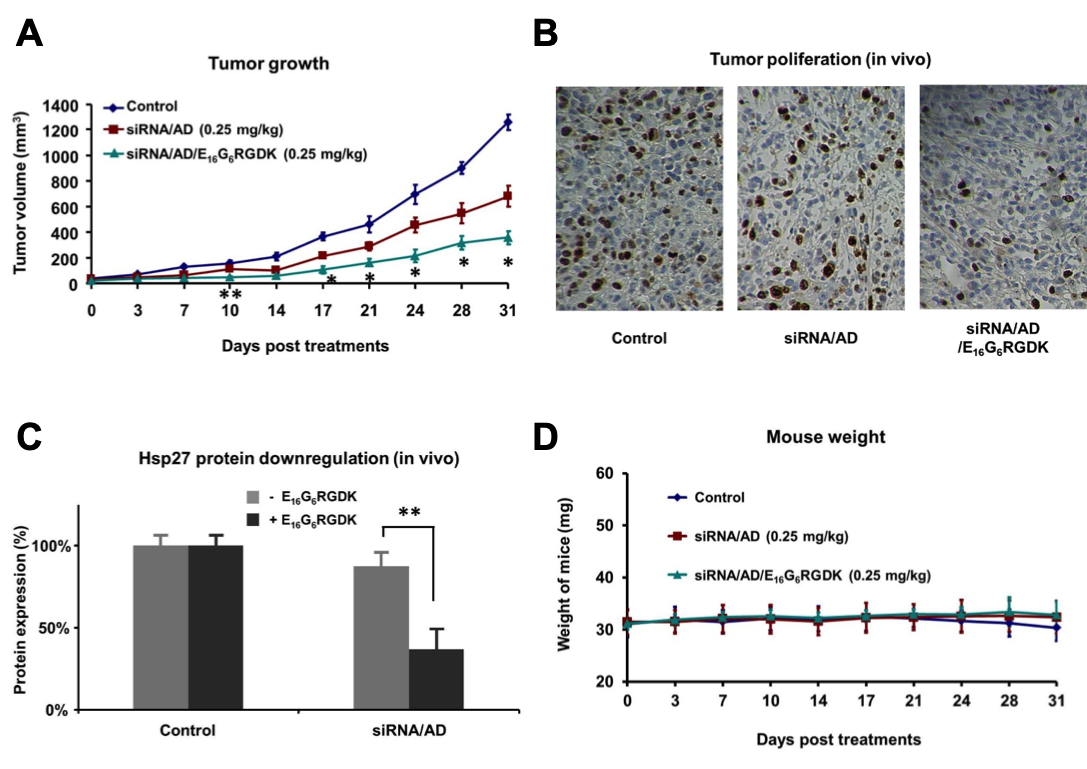 A
Tumor growth
1400
1200
1000
800
600
400
200
0
Tumor volume (mm³)
Control
siRNA/AD (0.25 mg/kg)
siRNA/AD/E₁₆G₆RGDK (0.25 mg/kg)
**
*
*
*
*
*
0 3 7 10 14 17 21 24 28 31
Days post treatments
B
Tumor poliferation (in vivo)
Control
siRNA/AD
siRNA/AD
/E₁₆G₆RGDK
C
Hsp27 protein downregulation (in vivo)
- E₁₆G₆RGDK
+ E₁₆G₆RGDK
**
Protein expression (%)
100%
50%
0%
Control
siRNA/AD
D
Mouse weight
60
50
40
30
20
Weight of mice (mg)
Control
siRNA/AD (0.25 mg/kg)
siRNA/AD/E₁₆G₆RGDK (0.25 mg/kg)
0 3 7 10 14 17 21 24 28 31
Days post treatments